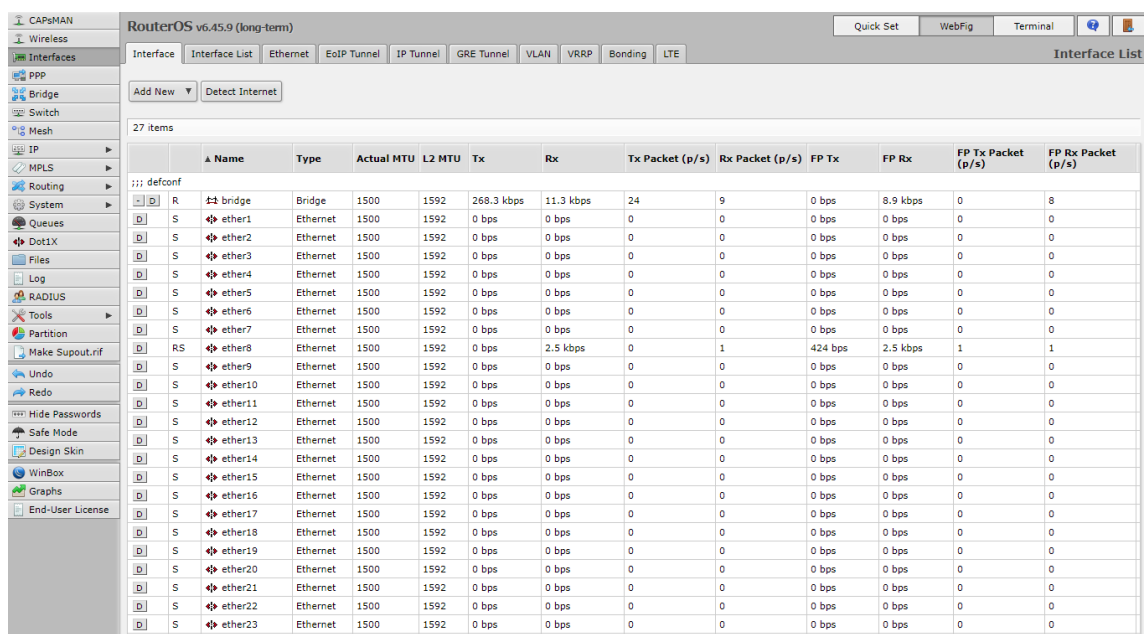 CAPsMAN
Wireless
Interfaces
PPP
Bridge
Switch
Mesh
IP
MPLS
Routing
System
Queues
Dot1X
Files
Log
RADIUS
Tools
Partition
Make Supout.rif
Undo
Redo
Hide Passwords
Safe Mode
Design Skin
WinBox
Graphs
End-User License
RouterOS v6.45.9 (long-term) Quick Set WebFig Terminal
Interface Interface List Ethernet EoIP Tunnel IP Tunnel GRE Tunnel VLAN VRRP Bonding LTE Interface List
Add New ▼ Detect Internet
27 items
▲ Name Type Actual MTU L2 MTU Tx Rx Tx Packet (p/s) Rx Packet (p/s) FP Tx FP Rx FP Tx Packet (p/s) FP Rx Packet (p/s)
;;; defconf
- D R bridge Bridge 1500 1592 268.3 kbps 11.3 kbps 24 9 0 bps 8.9 kbps 0 8
D S ether1 Ethernet 1500 1592 0 bps 0 bps 0 0 0 bps 0 bps 0 0
D S ether2 Ethernet 1500 1592 0 bps 0 bps 0 0 0 bps 0 bps 0 0
D S ether3 Ethernet 1500 1592 0 bps 0 bps 0 0 0 bps 0 bps 0 0
D S ether4 Ethernet 1500 1592 0 bps 0 bps 0 0 0 bps 0 bps 0 0
D S ether5 Ethernet 1500 1592 0 bps 0 bps 0 0 0 bps 0 bps 0 0
D S ether6 Ethernet 1500 1592 0 bps 0 bps 0 0 0 bps 0 bps 0 0
D S ether7 Ethernet 1500 1592 0 bps 0 bps 0 0 0 bps 0 bps 0 0
D RS ether8 Ethernet 1500 1592 0 bps 2.5 kbps 0 1 424 bps 2.5 kbps 1 1
D S ether9 Ethernet 1500 1592 0 bps 0 bps 0 0 0 bps 0 bps 0 0
D S ether10 Ethernet 1500 1592 0 bps 0 bps 0 0 0 bps 0 bps 0 0
D S ether11 Ethernet 1500 1592 0 bps 0 bps 0 0 0 bps 0 bps 0 0
D S ether12 Ethernet 1500 1592 0 bps 0 bps 0 0 0 bps 0 bps 0 0
D S ether13 Ethernet 1500 1592 0 bps 0 bps 0 0 0 bps 0 bps 0 0
D S ether14 Ethernet 1500 1592 0 bps 0 bps 0 0 0 bps 0 bps 0 0
D S ether15 Ethernet 1500 1592 0 bps 0 bps 0 0 0 bps 0 bps 0 0
D S ether16 Ethernet 1500 1592 0 bps 0 bps 0 0 0 bps 0 bps 0 0
D S ether17 Ethernet 1500 1592 0 bps 0 bps 0 0 0 bps 0 bps 0 0
D S ether18 Ethernet 1500 1592 0 bps 0 bps 0 0 0 bps 0 bps 0 0
D S ether19 Ethernet 1500 1592 0 bps 0 bps 0 0 0 bps 0 bps 0 0
D S ether20 Ethernet 1500 1592 0 bps 0 bps 0 0 0 bps 0 bps 0 0
D S ether21 Ethernet 1500 1592 0 bps 0 bps 0 0 0 bps 0 bps 0 0
D S ether22 Ethernet 1500 1592 0 bps 0 bps 0 0 0 bps 0 bps 0 0
D S ether23 Ethernet 1500 1592 0 bps 0 bps 0 0 0 bps 0 bps 0 0